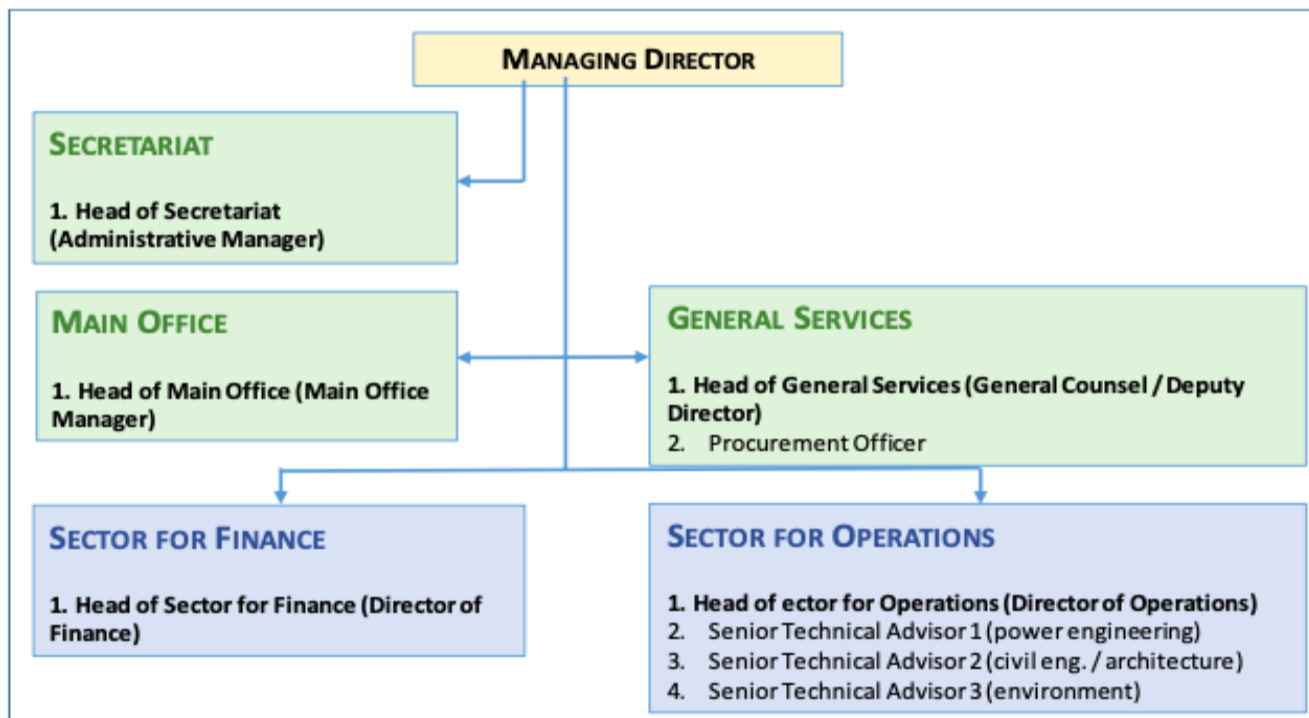 MANAGING DIRECTOR
SECRETARIAT
1. Head of Secretariat
(Administrative Manager)
MAIN OFFICE
1. Head of Main Office (Main Office
Manager)
GENERAL SERVICES
1. Head of General Services (General Counsel / Deputy
Director)
2. Procurement Officer
SECTOR FOR FINANCE
1. Head of Sector for Finance (Director of
Finance)
SECTOR FOR OPERATIONS
1. Head of ector for Operations (Director of Operations)
2. Senior Technical Advisor 1 (power engineering)
3. Senior Technical Advisor 2 (civil eng. / architecture)
4. Senior Technical Advisor 3 (environment)